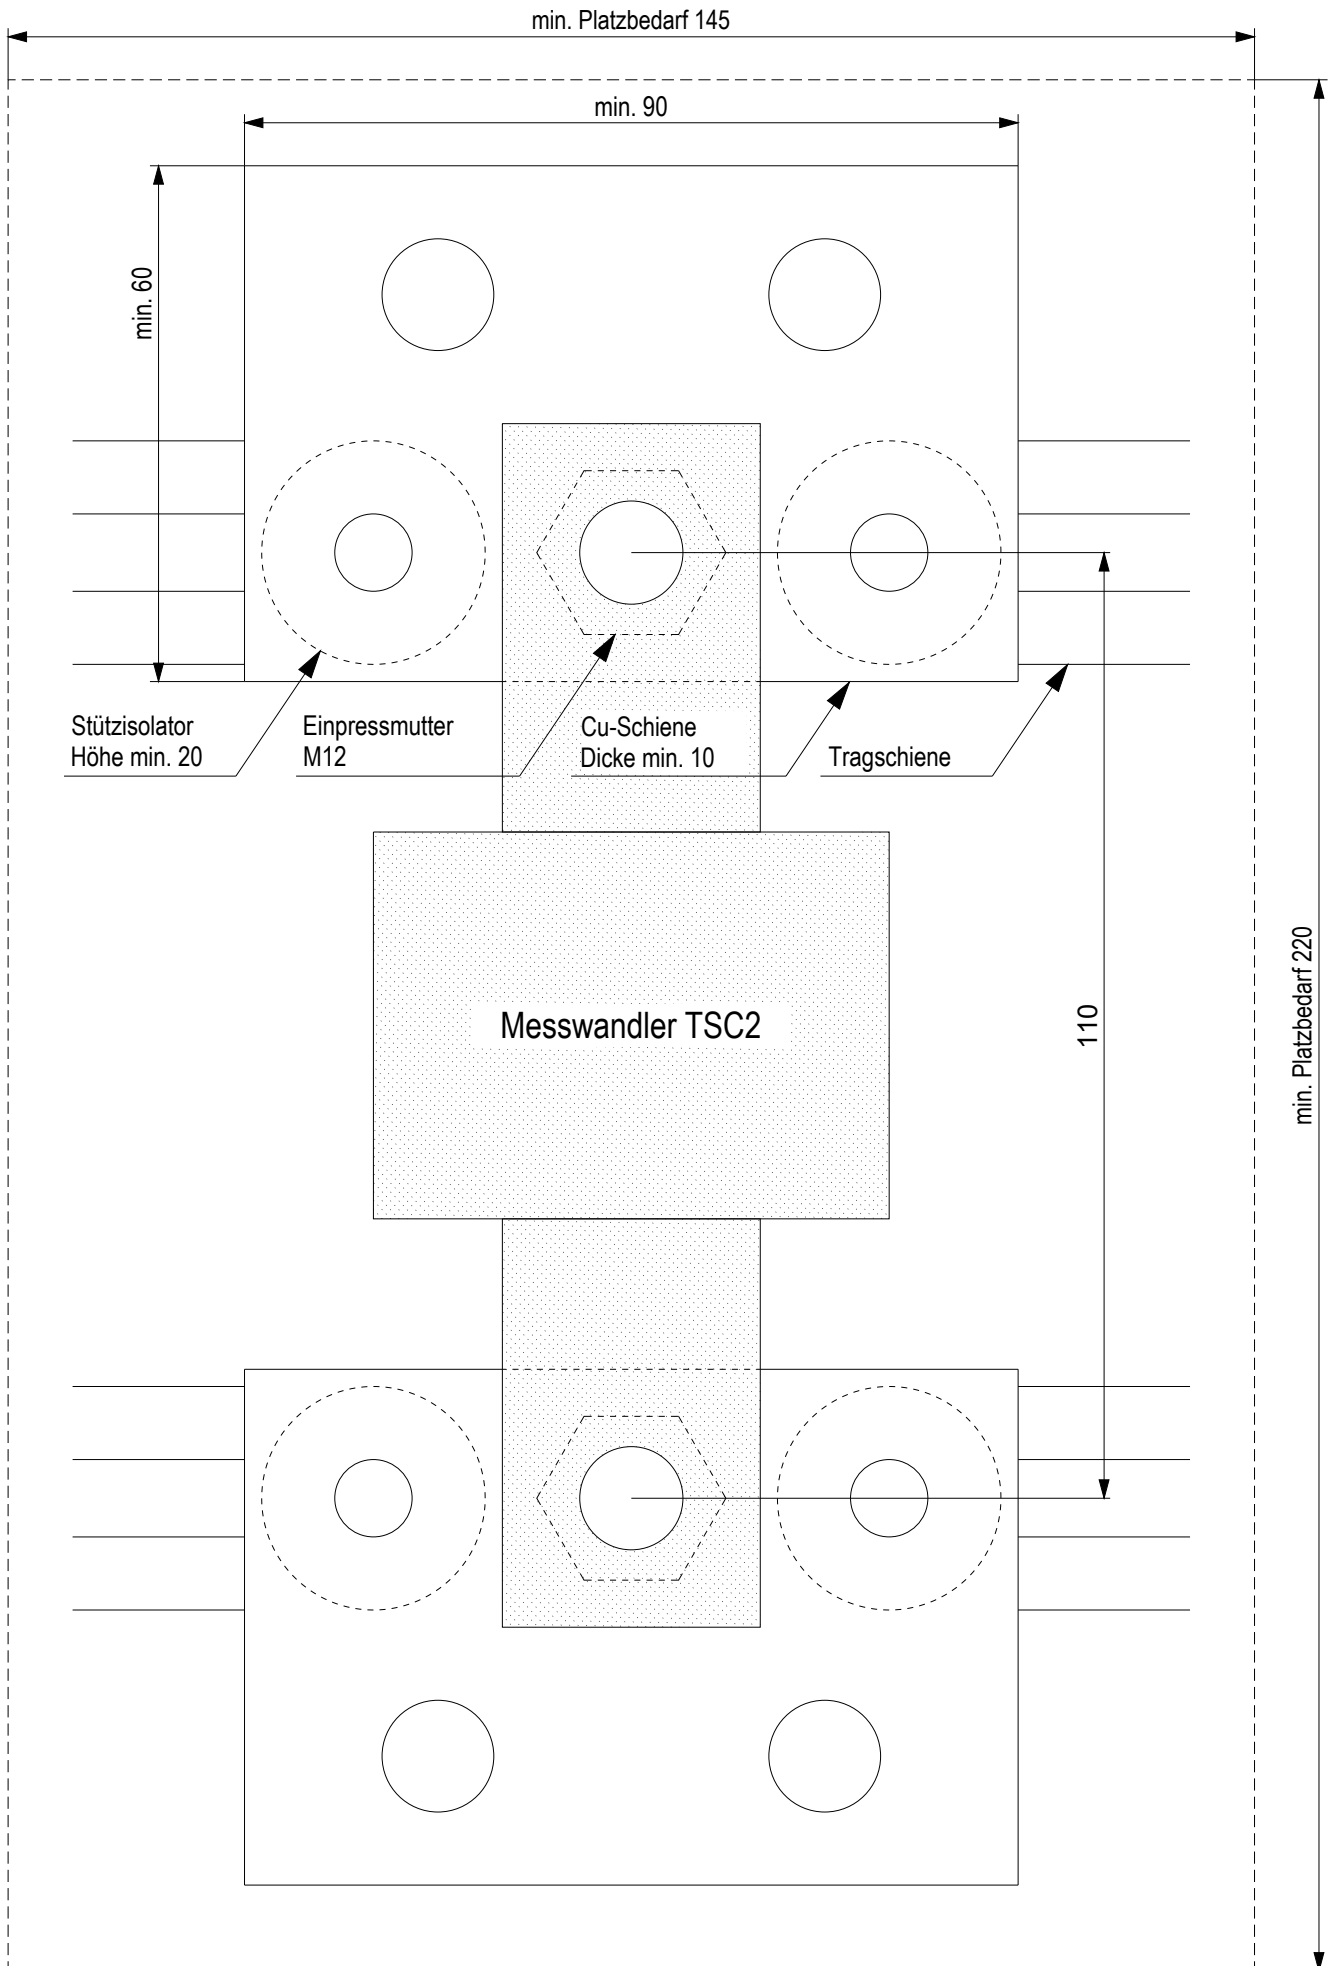 min. Platzbedarf 145
min. 90
min. 60
Stützisolator
Höhe min. 20
Einpressmutter
M12
Cu-Schiene
Dicke min. 10
Tragschiene
Messwandler TSC2
110
min. Platzbedarf 220